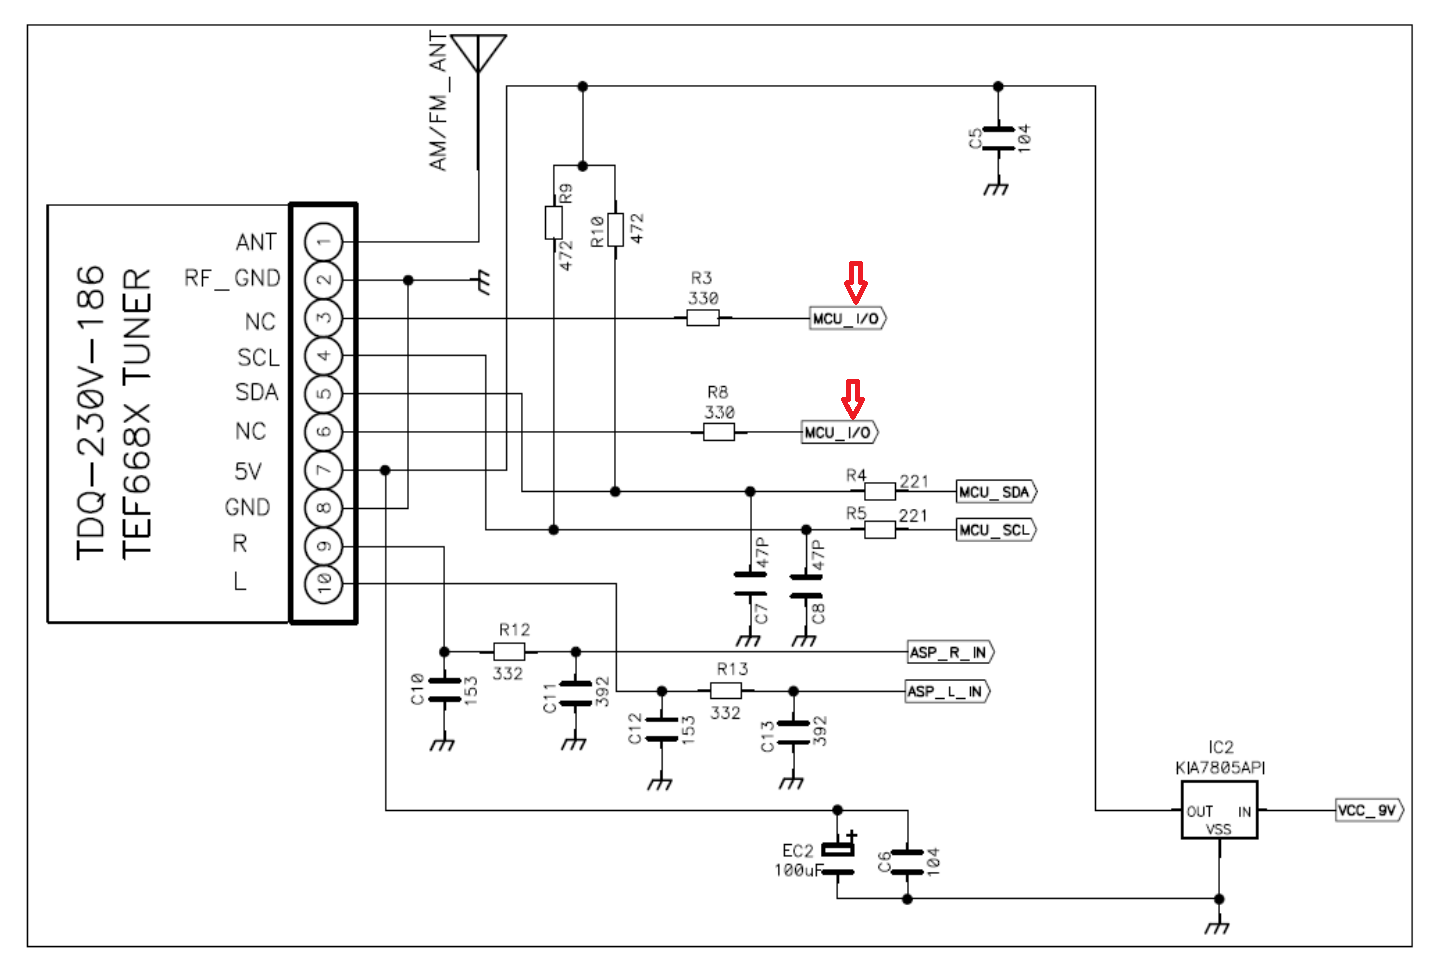 AM/FM_ANT
C5
104
TDQ-230V-186
TEF668X TUNER
ANT
1
RF_GND
2
NC
3
SCL
4
SDA
5
NC
6
5V
7
GND
8
R
9
L
10
R9
472
R10
472
R3
330
MCU_I/O
R8
330
MCU_I/O
R4
221
MCU_SDA
R5
221
MCU_SCL
47P
C7
47P
C8
R12
332
ASP_R_IN
C10
153
C11
392
R13
332
ASP_L_IN
C12
153
C13
392
IC2
KIA7805API
OUT
IN
VSS
VCC_9V
EC2
100uF
+
C6
104